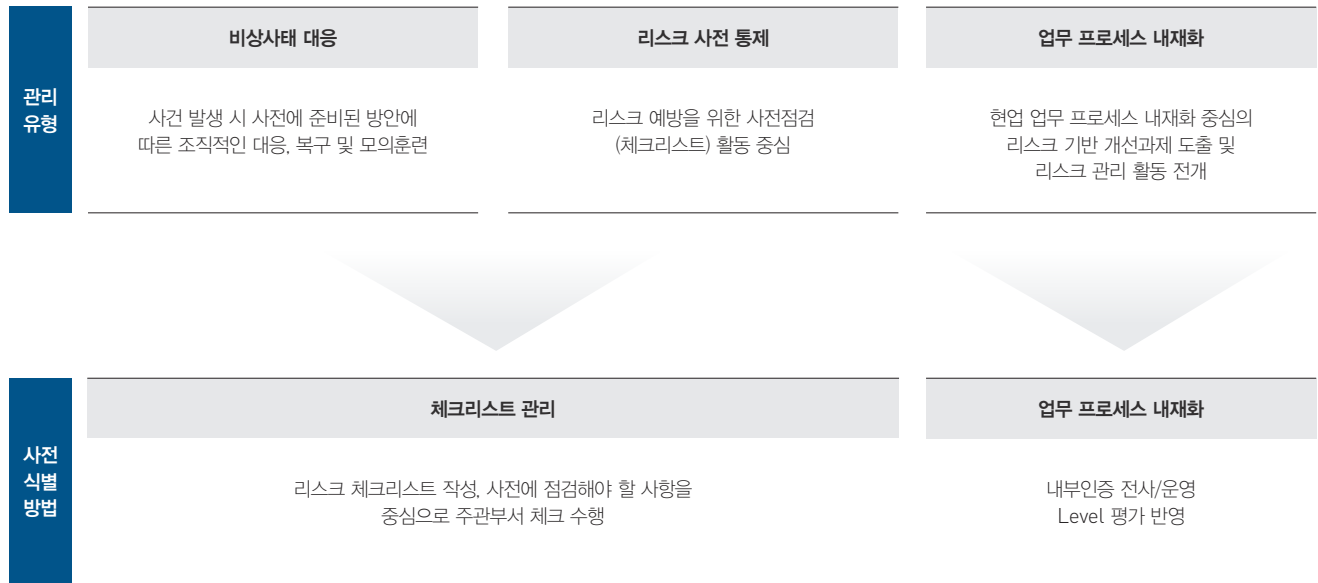 관리
유형
비상사태 대응
사건 발생 시 사전에 준비된 방안에
따른 조직적인 대응, 복구 및 모의훈련
리스크 사전 통제
리스크 예방을 위한 사전점검
(체크리스트) 활동 중심
업무 프로세스 내재화
현업 업무 프로세스 내재화 중심의
리스크 기반 개선과제 도출 및
리스크 관리 활동 전개
사전
식별
방법
체크리스트 관리
리스크 체크리스트 작성, 사전에 점검해야 할 사항을
중심으로 주관부서 체크 수행
업무 프로세스 내재화
내부인증 전사/운영
Level 평가 반영